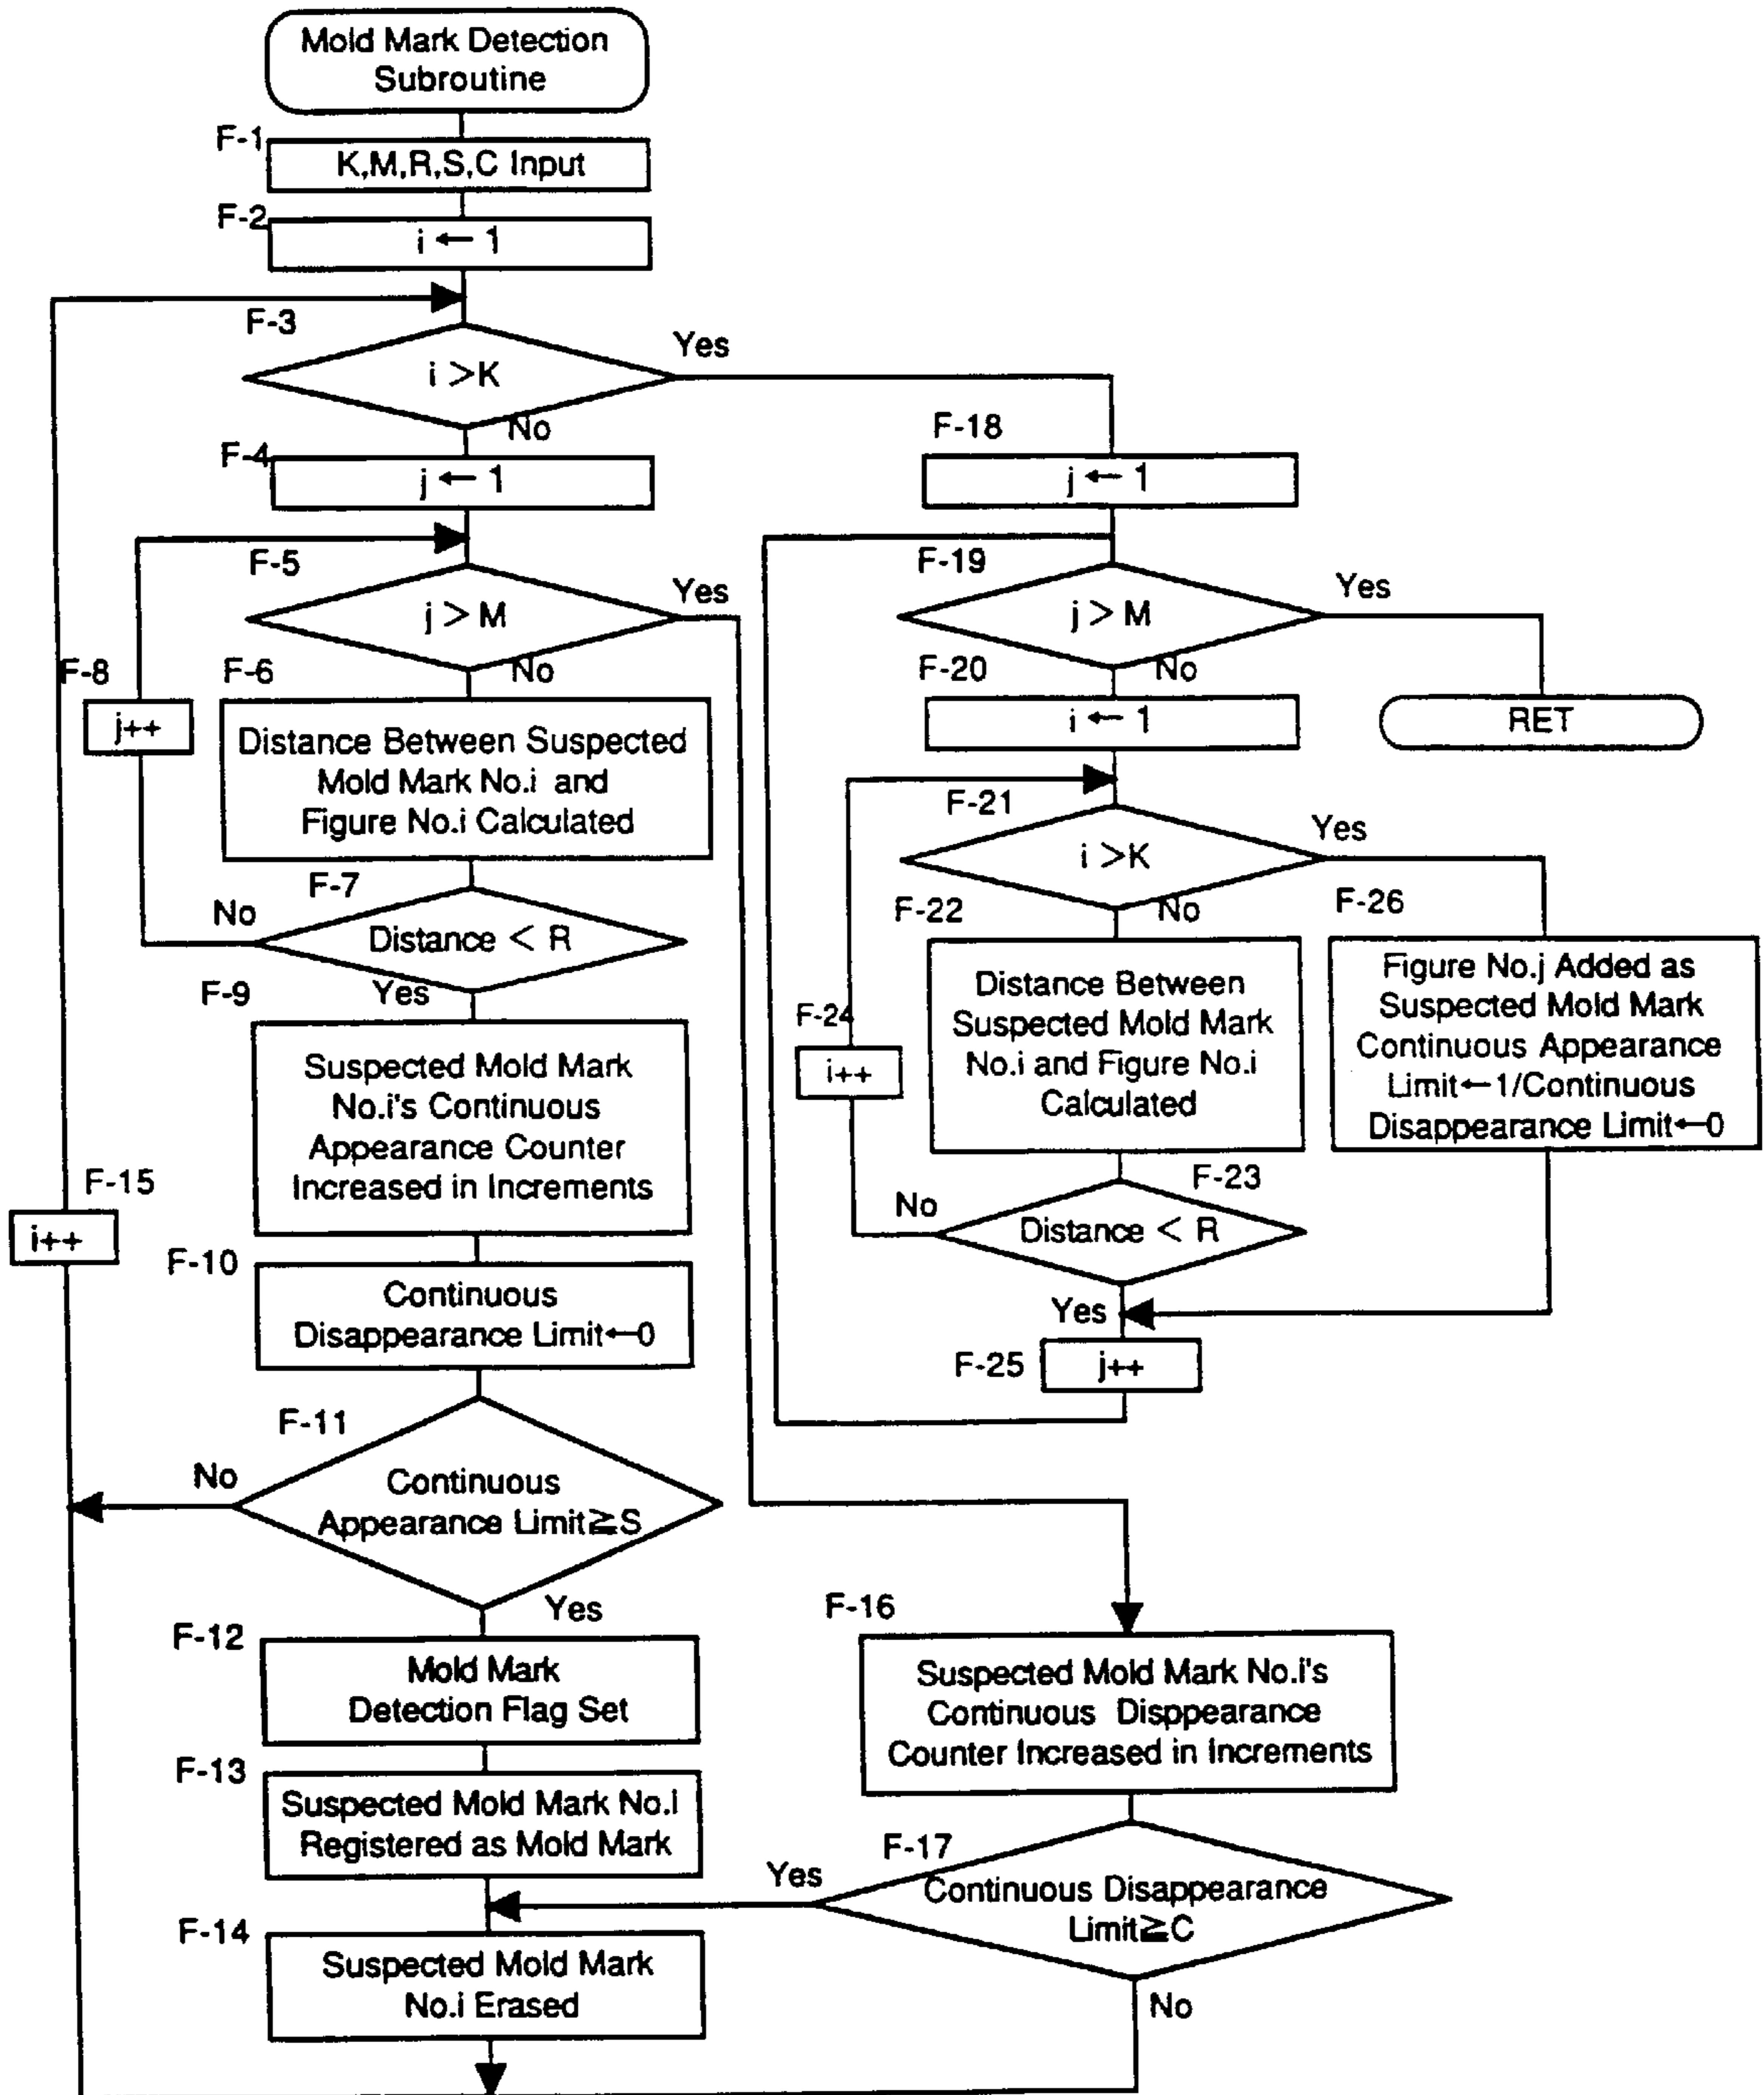 Mold Mark Detection
Subroutine
F-1
K,M,R,S,C Input
F-2
i ← 1
F-3
i >K
Yes
No
F-4
j ← 1
F-5
j > M
Yes
No
F-8
j++
F-6
Distance Between Suspected
Mold Mark No.i and
Figure No.i Calculated
F-7
No
Distance < R
Yes
F-9
Suspected Mold Mark
No.i's Continuous
Appearance Counter
Increased in Increments
F-15
i++
F-10
Continuous
Disappearance Limit←0
F-11
No
Continuous
Appearance Limit≧S
Yes
F-12
Mold Mark
Detection Flag Set
F-13
Suspected Mold Mark No.i
Registered as Mold Mark
F-14
Suspected Mold Mark
No.i Erased
F-18
j ← 1
F-19
j > M
Yes
RET
No
F-20
i ← 1
F-21
i >K
Yes
No
F-22
Distance Between
Suspected Mold Mark
No.i and Figure No.i
Calculated
F-24
i++
F-23
No
Distance < R
Yes
F-25
j++
F-26
Figure No.j Added as
Suspected Mold Mark
Continuous Appearance
Limit←1/Continuous
Disappearance Limit←0
F-16
Suspected Mold Mark No.i's
Continuous Disppearance
Counter Increased in Increments
F-17
Yes
Continuous Disappearance
Limit≧C
No